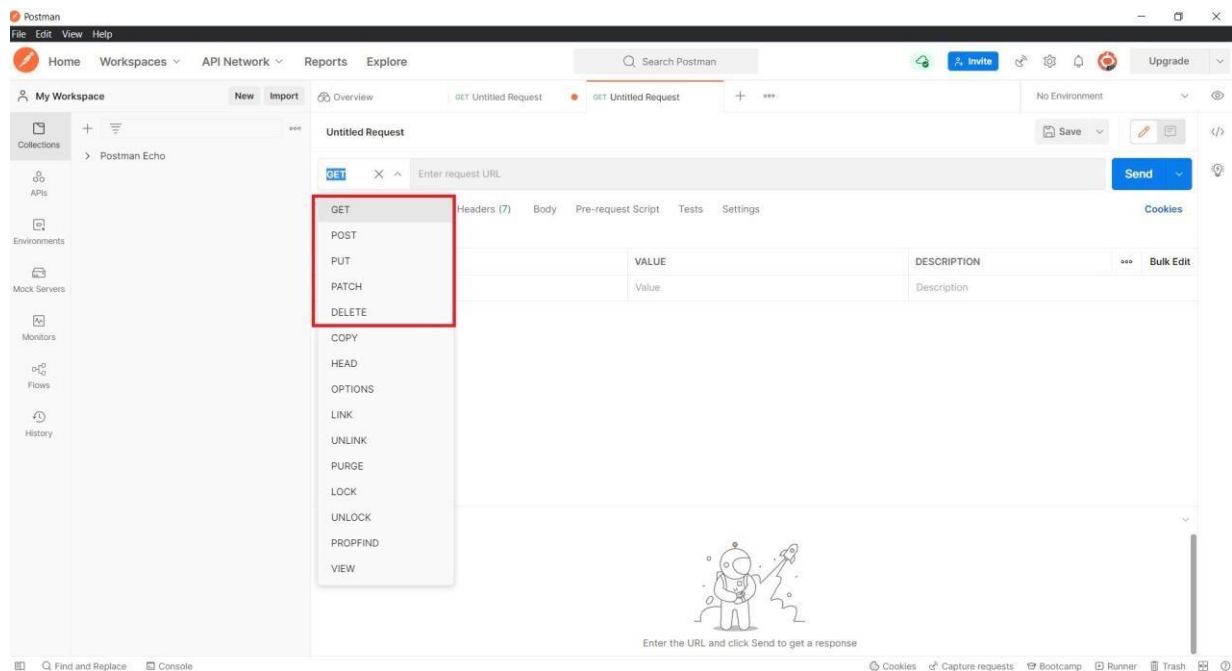 Postman
File Edit View Help
Home Workspaces API Network Reports Explore Search Postman Invite Upgrade
My Workspace New Import Overview GET Untitled Request GET Untitled Request No Environment
Collections
APIs
Environments
Mock Servers
Monitors
Flows
History
Postman Echo
Untitled Request Save
GET Enter request URL Send
Headers (7) Body Pre-request Script Tests Settings Cookies
VALUE DESCRIPTION Bulk Edit
Value Description
GET
POST
PUT
PATCH
DELETE
COPY
HEAD
OPTIONS
LINK
UNLINK
PURGE
LOCK
UNLOCK
PROPFIND
VIEW
Enter the URL and click Send to get a response
Find and Replace Console Cookies Capture requests Bootcamp Runner Trash